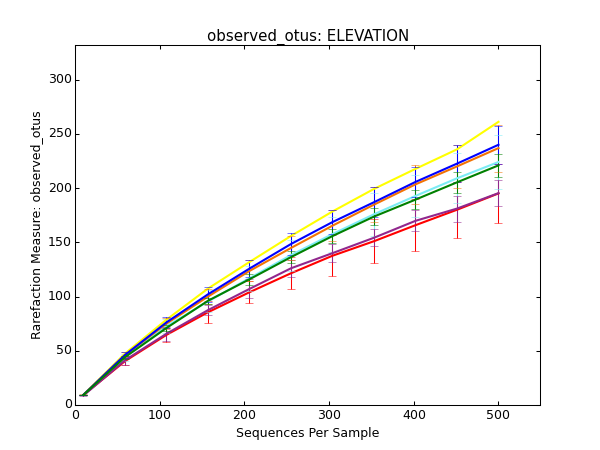 observed_otus: ELEVATION
Rarefaction Measure: observed_otus
300
250
200
150
100
50
0
0 100 200 300 400 500
Sequences Per Sample